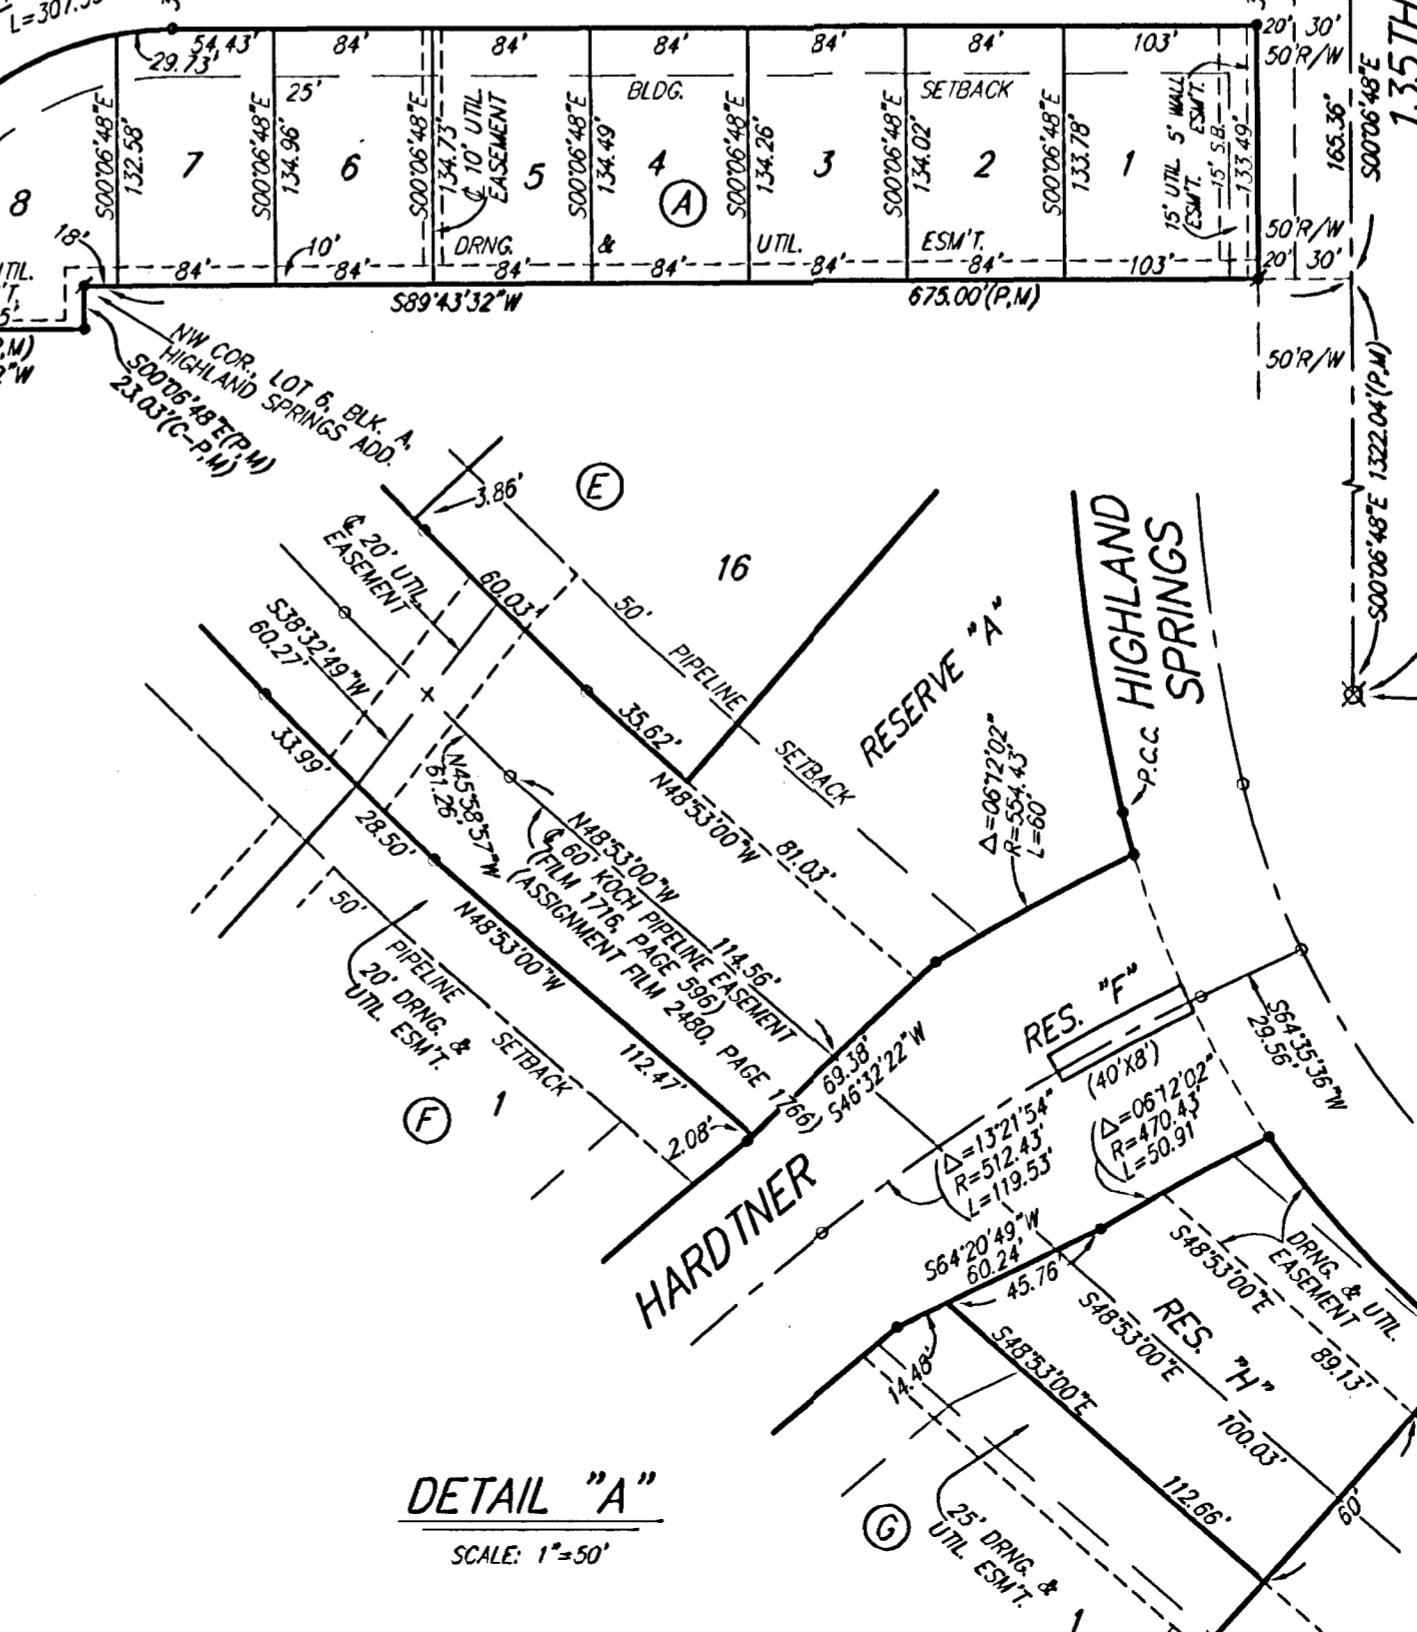 20' 30'
54.43' 84' 84' 84' 84' 84' 103'
50'R/W
29.73'
25' BLDG. SETBACK
135TH
S00°06'48"E
132.58'
S00°06'48"E
134.96'
S00°06'48"E
134.73'
℄ 10' UTIL
EASEMENT
S00°06'48"E
134.49'
S00°06'48"E
134.26'
S00°06'48"E
134.02'
S00°06'48"E
133.78'
15' UTIL
ESM'T.
5' WALL
ESM'T.
15' S.B.
133.49'
165.36'
S00°06'48"E
8 7 6 5 4 3 2 1
A
18' 10' DRNG. & UTIL. ESM'T.
50'R/W
84' 84' 84' 84' 84' 84' 103'
20' 30'
S89°43'32"W 675.00'(P,M)
50'R/W
NW COR., LOT 6, BLK. A,
HIGHLAND SPRINGS ADD.
S00°06'48"E(P,M)
23.03'(C-P,M)
S00°06'48"E 1322.04'(P,M)
3.86'
E
16
℄ 20' UTIL.
EASEMENT
60.03'
50'
PIPELINE
SETBACK
S38°32'49"W
60.27'
35.62'
RESERVE "A"
HIGHLAND
SPRINGS
P.C.C.
33.99'
28.50'
N45°58'57"W
61.26'
N48°53'00"W
81.03'
Δ=06°12'02"
R=554.43'
L=60'
N48°53'00"W
℄ 60' KOCH PIPELINE EASEMENT
(FILM 1716, PAGE 596)
(ASSIGNMENT FILM 2480, PAGE 1766)
114.56'
50'
PIPELINE
SETBACK
N48°53'00"W
20' DRNG. &
UTIL. ESM'T.
112.47'
69.38'
S46°32'22"W
RES. "F"
(40'X8')
S64°35'36"W
29.56'
F
1
2.08'
Δ=13°21'54"
R=512.43'
L=119.53'
Δ=06°12'02"
R=470.43'
L=50.91'
HARDTNER
S64°20'49"W
60.24'
45.76'
S48°53'00"E
DRNG. & UTIL.
EASEMENT
89.13'
RES. "H"
S48°53'00"E
100.03'
14.48'
S48°53'00"E
112.66'
60'
25' DRNG. &
UTIL. ESM'T.
G
1
DETAIL "A"
SCALE: 1"=50'